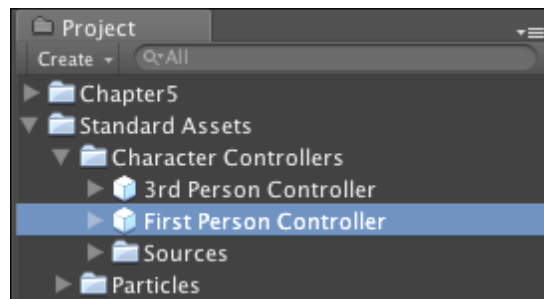 Project
Create All
Chapter5
Standard Assets
Character Controllers
3rd Person Controller
First Person Controller
Sources
Particles